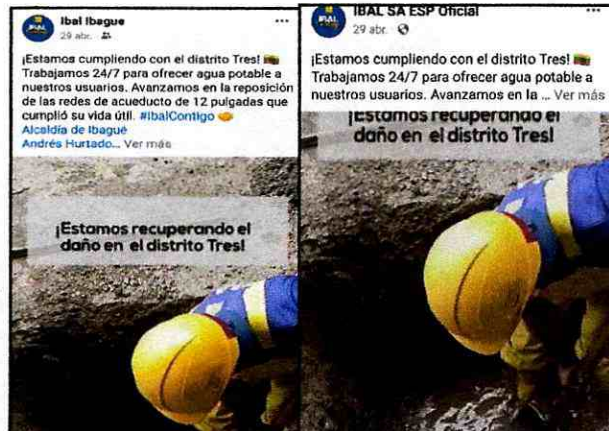 Ibal Ibague
29 abr.
¡Estamos cumpliendo con el distrito Tres!
Trabajamos 24/7 para ofrecer agua potable a
nuestros usuarios. Avanzamos en la reposición
de las redes de acueducto de 12 pulgadas que
cumplió su vida útil. #IbalContigo
Alcaldía de Ibagué
Andrés Hurtado... Ver más
¡Estamos recuperando el
daño en el distrito Tres!
IBAL SA ESP Oficial
29 abr.
¡Estamos cumpliendo con el distrito Tres!
Trabajamos 24/7 para ofrecer agua potable a
nuestros usuarios. Avanzamos en la ... Ver más
¡Estamos recuperando el
daño en el distrito Tres!